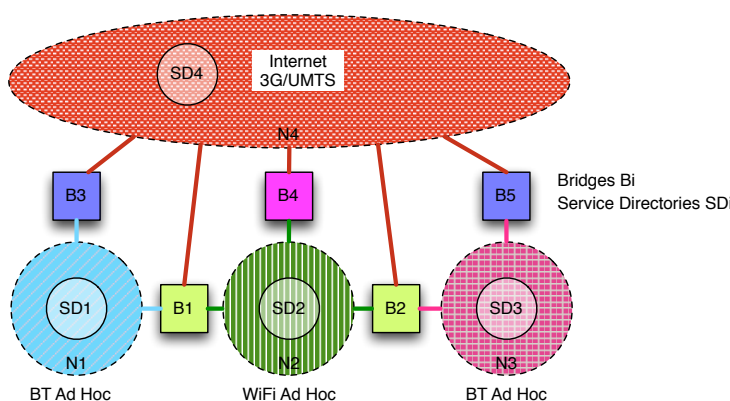 SD4
Internet
3G/UMTS
N4
B3
B4
B5
Bridges Bi
Service Directories SDi
SD1
B1
SD2
B2
SD3
N1
N2
N3
BT Ad Hoc
WiFi Ad Hoc
BT Ad Hoc